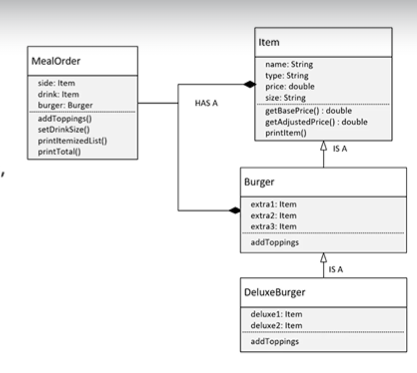 MealOrder
side: Item
drink: Item
burger: Burger
addToppings()
setDrinkSize()
printItemizedList()
printTotal()
HAS A
Item
name: String
type: String
price: double
size: String
getBasePrice() : double
getAdjustedPrice() : double
printItem()
IS A
Burger
extra1: Item
extra2: Item
extra3: Item
addToppings
IS A
DeluxeBurger
deluxe1: Item
deluxe2: Item
addToppings